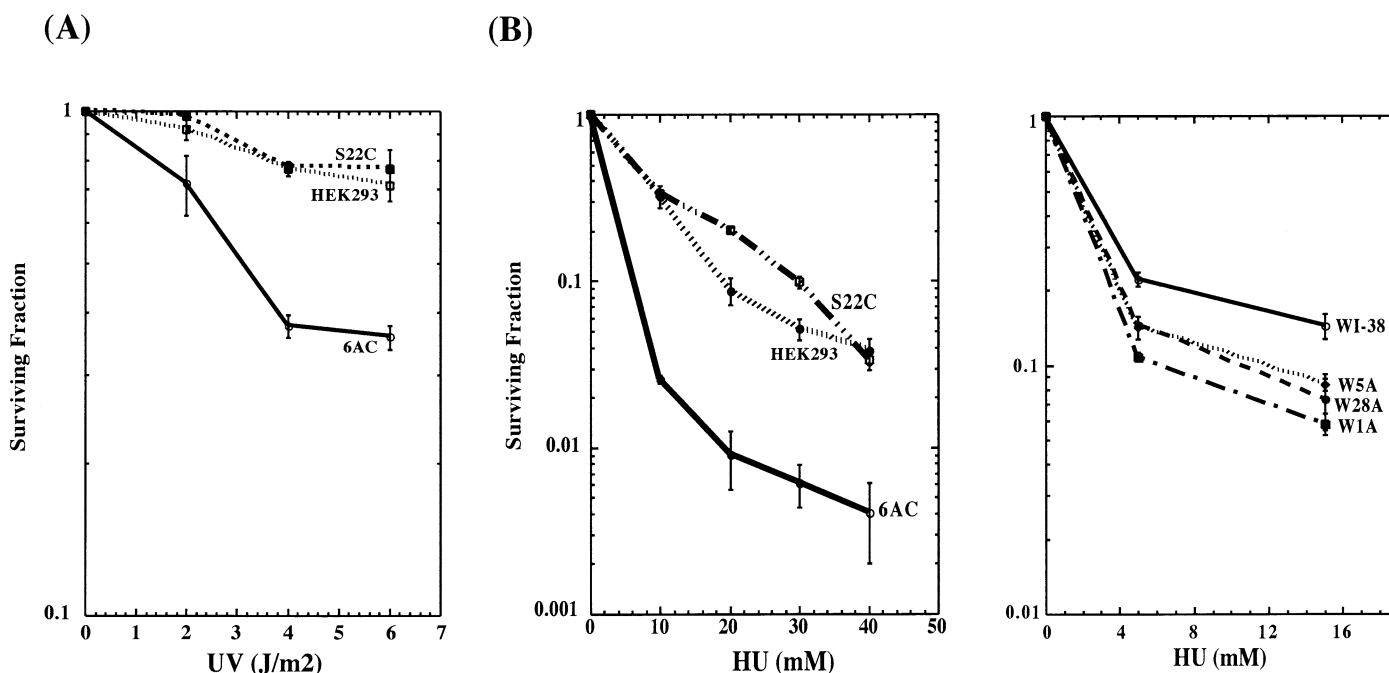 (A)
(B)
1
S22C
HEK293
6AC
0.1
0 1 2 3 4 5 6 7
UV (J/m2)
Surviving Fraction
1
0.1
0.01
0.001
S22C
HEK293
6AC
0 10 20 30 40 50
HU (mM)
Surviving Fraction
1
0.1
0.01
WI-38
W5A
W28A
W1A
0 4 8 12 16
HU (mM)